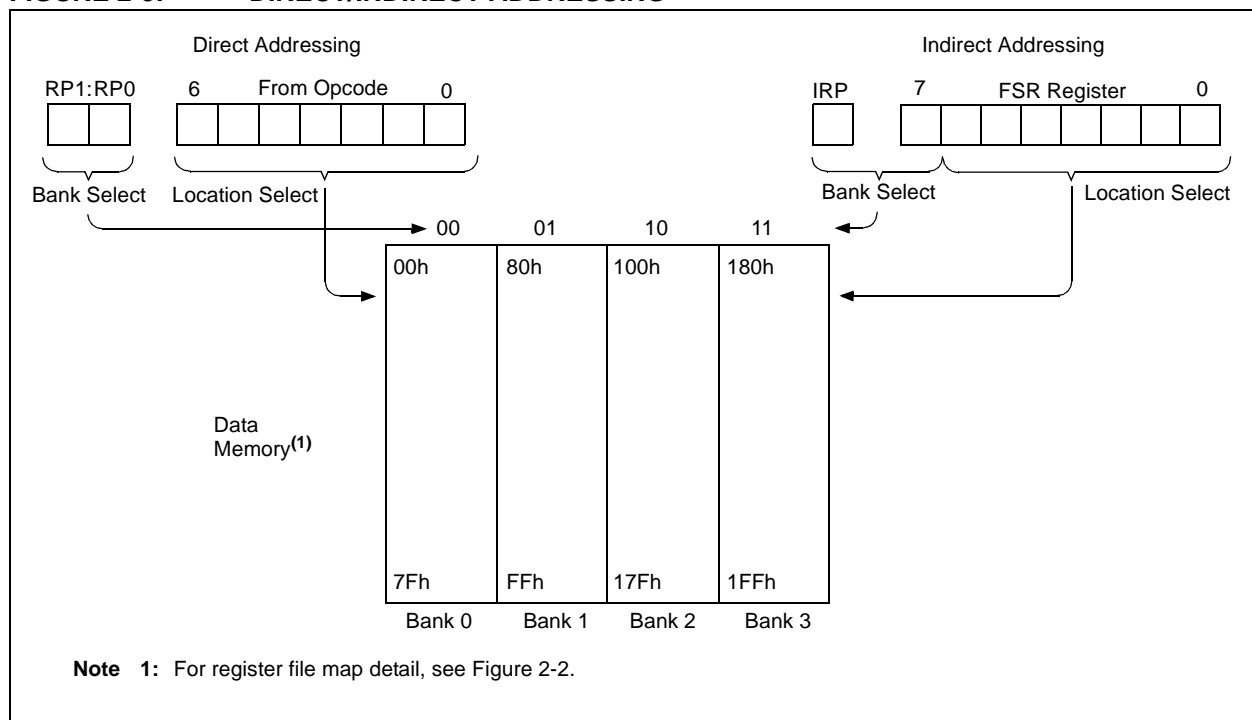 Direct Addressing
Indirect Addressing
RP1:RP0 6 From Opcode 0
IRP 7 FSR Register 0
Bank Select Location Select
Bank Select Location Select
00 01 10 11
00h 80h 100h 180h
Data
Memory(1)
7Fh FFh 17Fh 1FFh
Bank 0 Bank 1 Bank 2 Bank 3
Note 1: For register file map detail, see Figure 2-2.